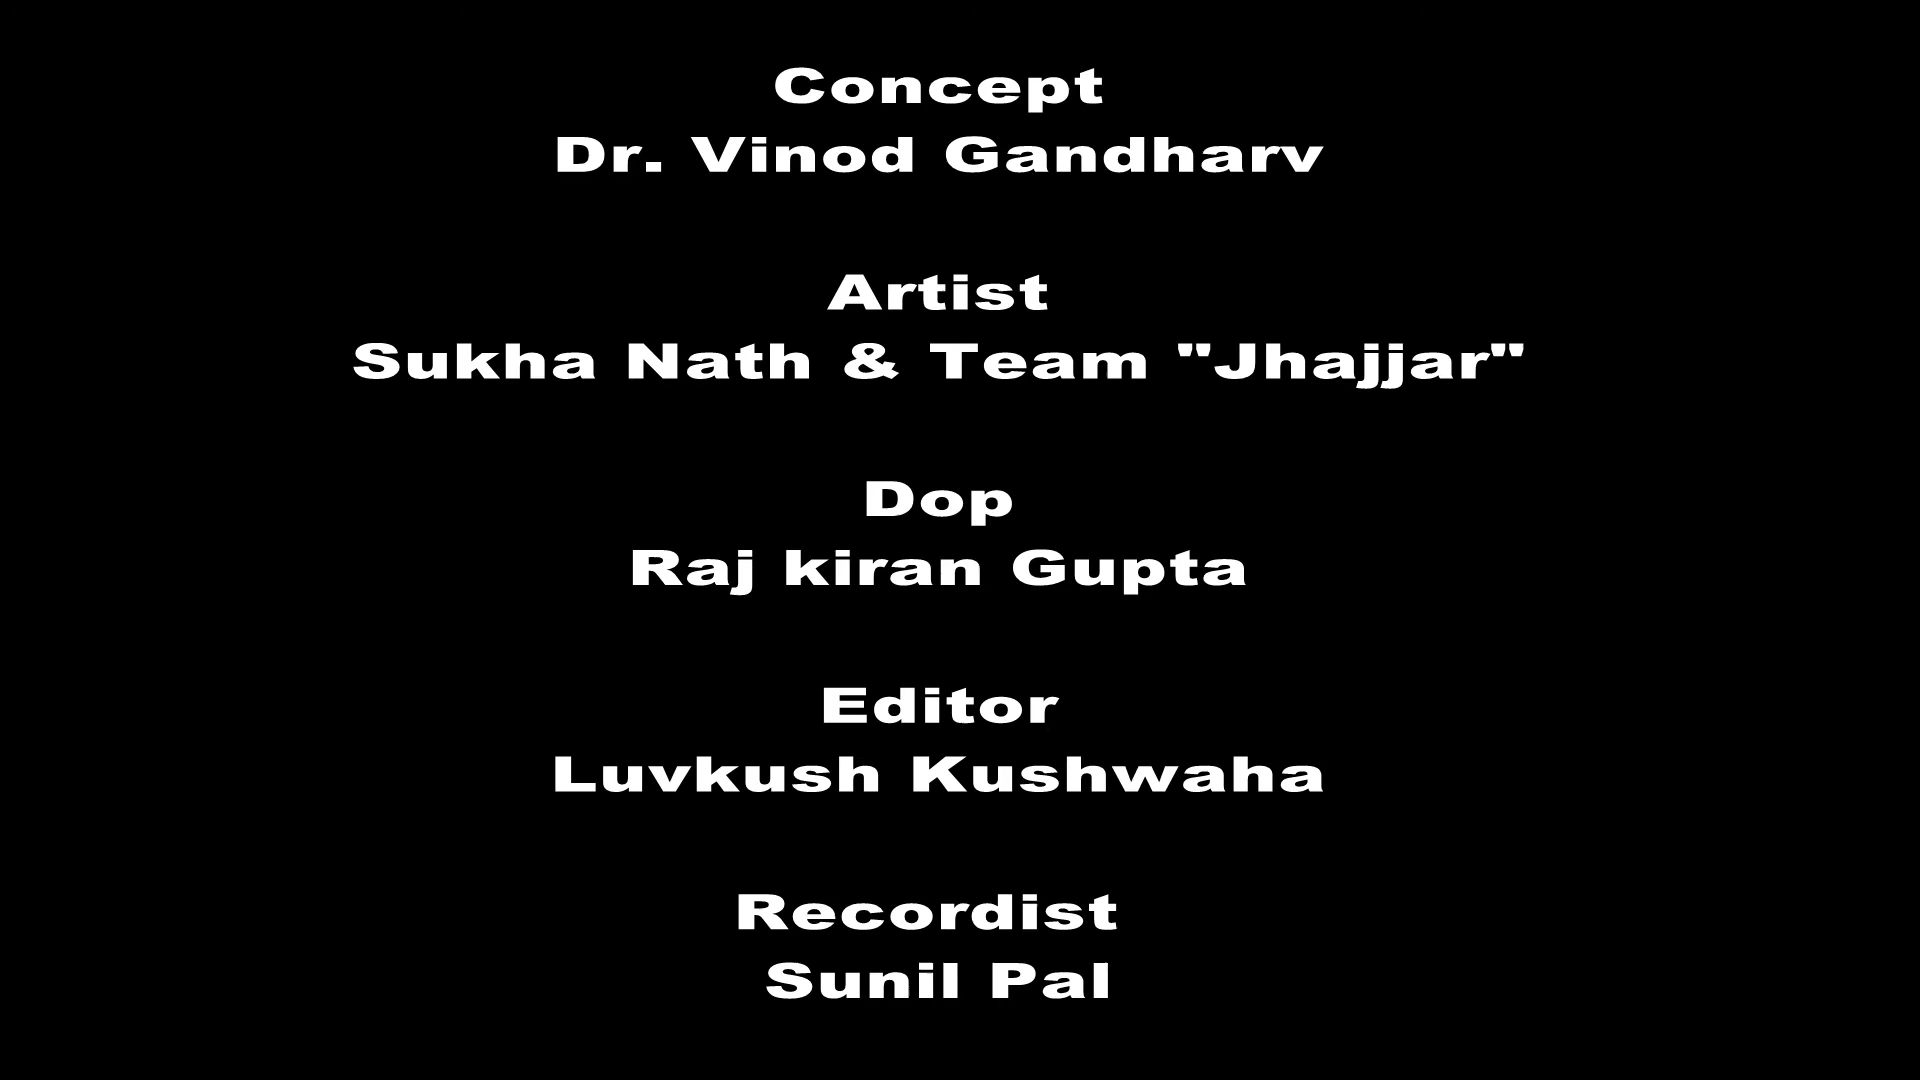 Concept
Dr. Vinod Gandharv
Artist
Sukha Nath & Team "Jhajjar"
Dop
Raj kiran Gupta
Editor
Luvkush Kushwaha
Recordist
Sunil Pal